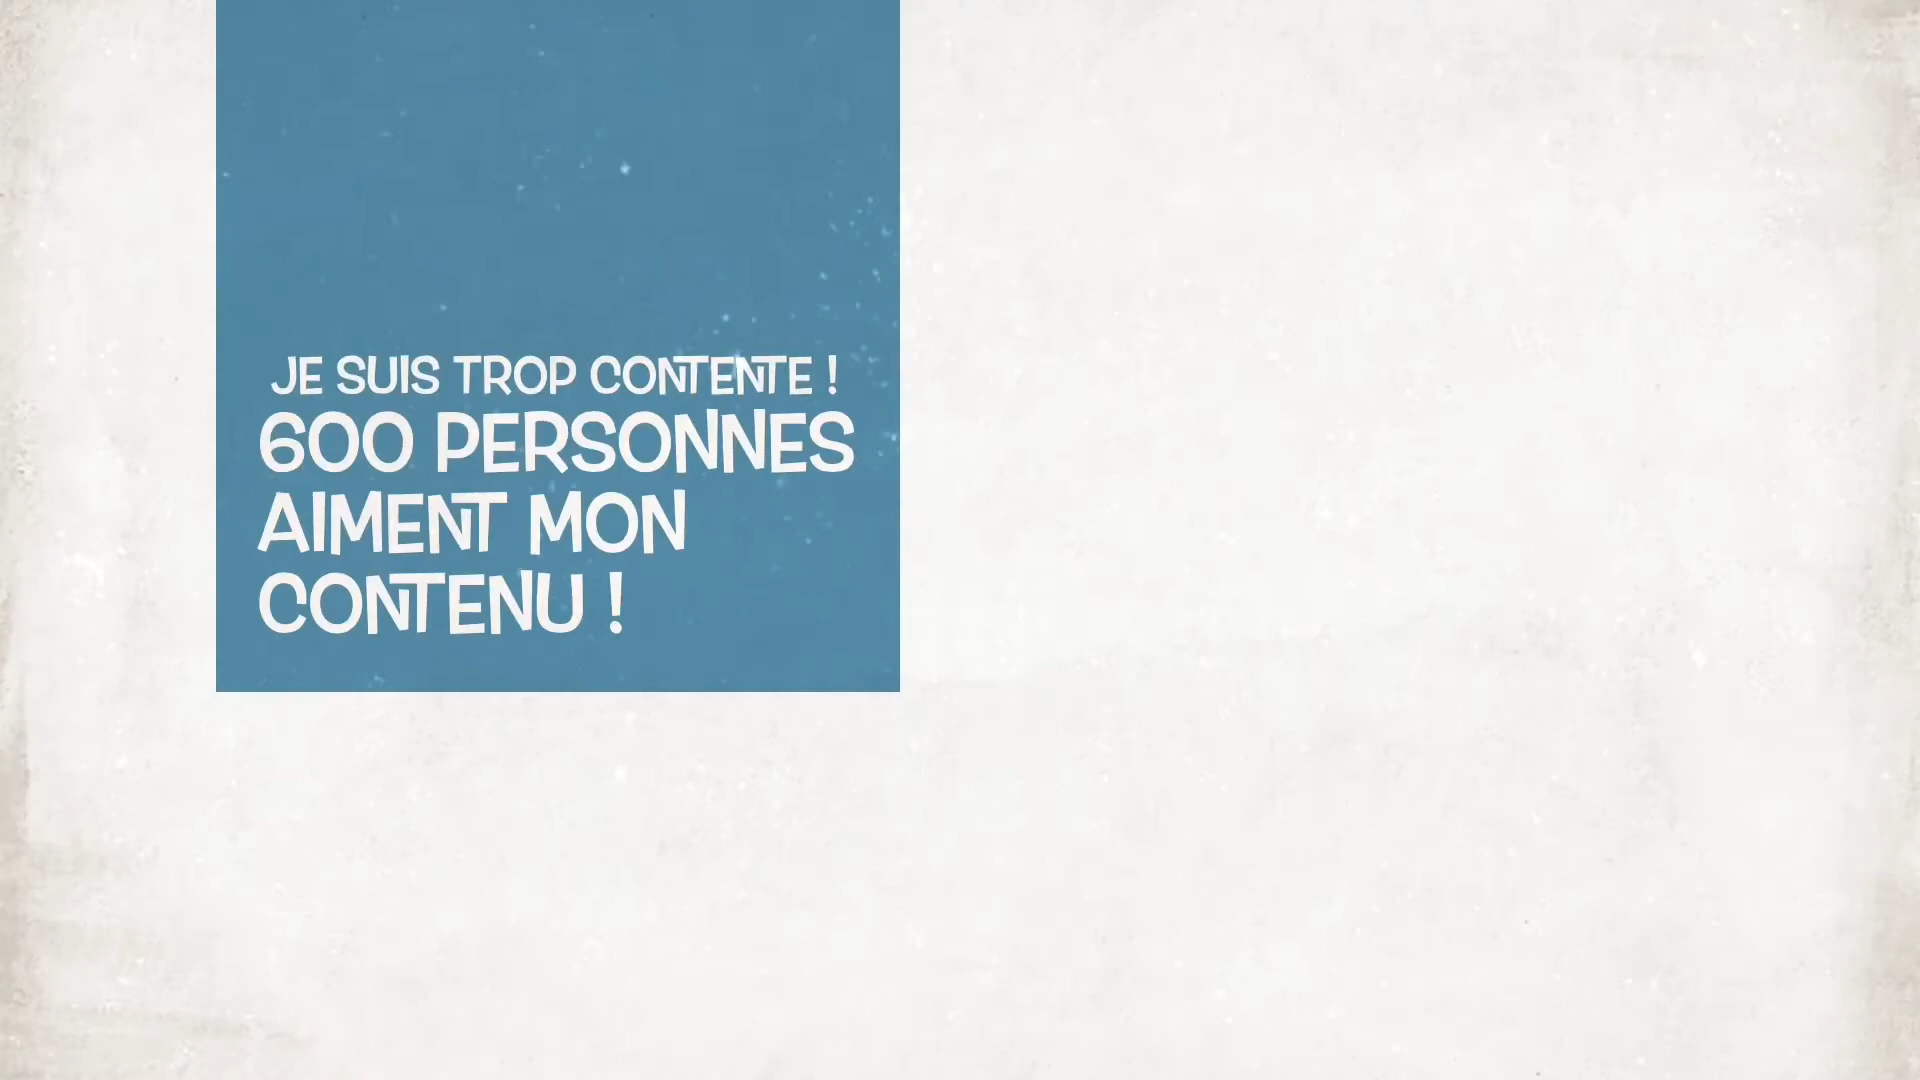 JE SUIS TROP CONTENTE !
600 PERSONNES
AIMENT MON
CONTENU !